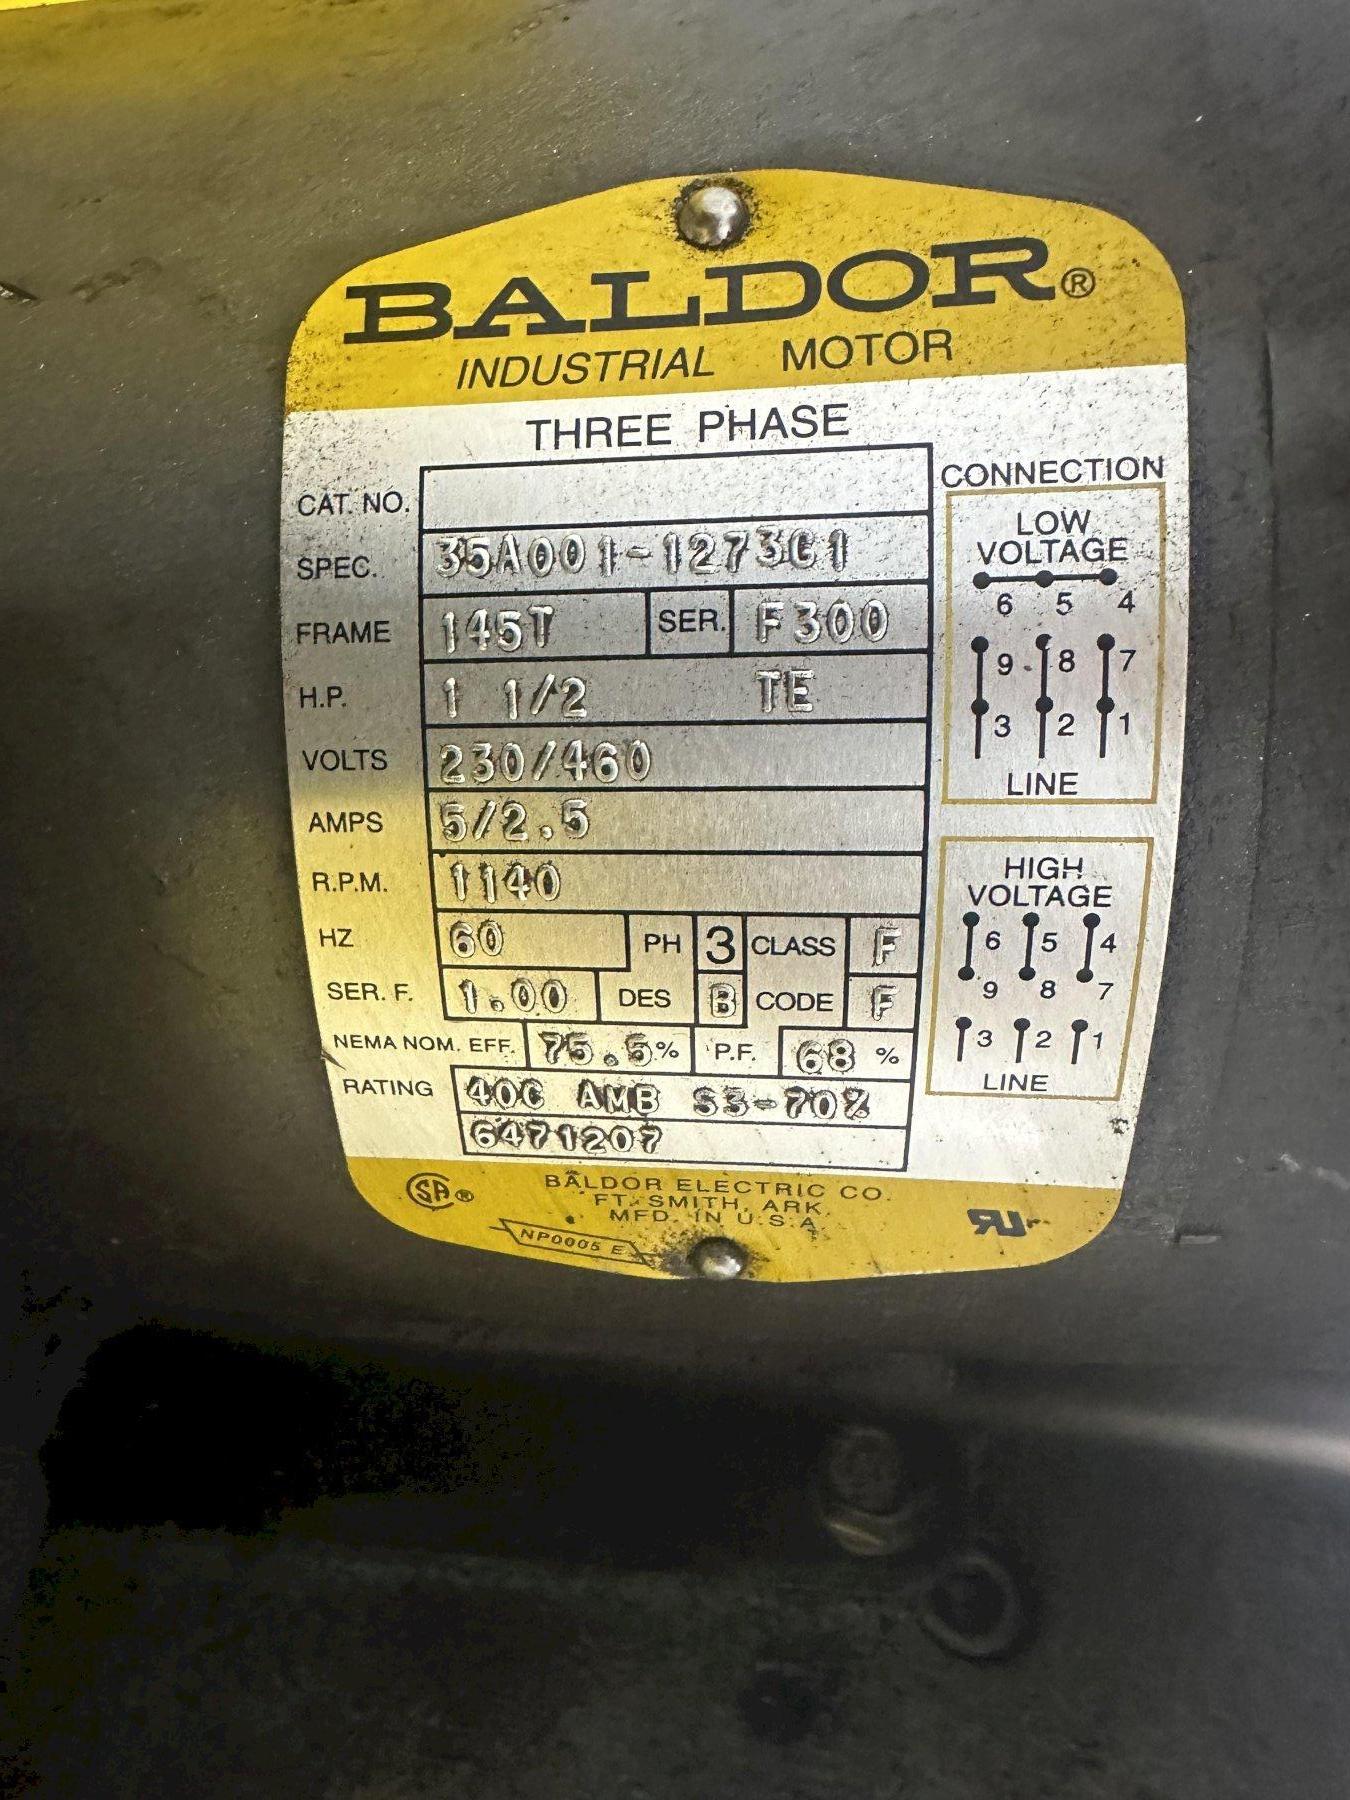 BALDOR®
INDUSTRIAL MOTOR
THREE PHASE
CAT. NO.
SPEC. 35A001-1273G1
FRAME 145T SER. F300
H.P. 1 1/2 TE
VOLTS 230/460
AMPS 5/2.5
R.P.M. 1140
HZ 60 PH 3 CLASS F
SER. F. 1.00 DES B CODE F
NEMA NOM. EFF. 75.5% P.F. 68 %
RATING 40C AMB S3-70%
6471207
CONNECTION
LOW
VOLTAGE
6 5 4
9 8 7
3 2 1
LINE
HIGH
VOLTAGE
6 5 4
9 8 7
3 2 1
LINE
SA®
BALDOR ELECTRIC CO.
FT. SMITH, ARK.
MFD. IN U.S.A.
NP0005 E
RU